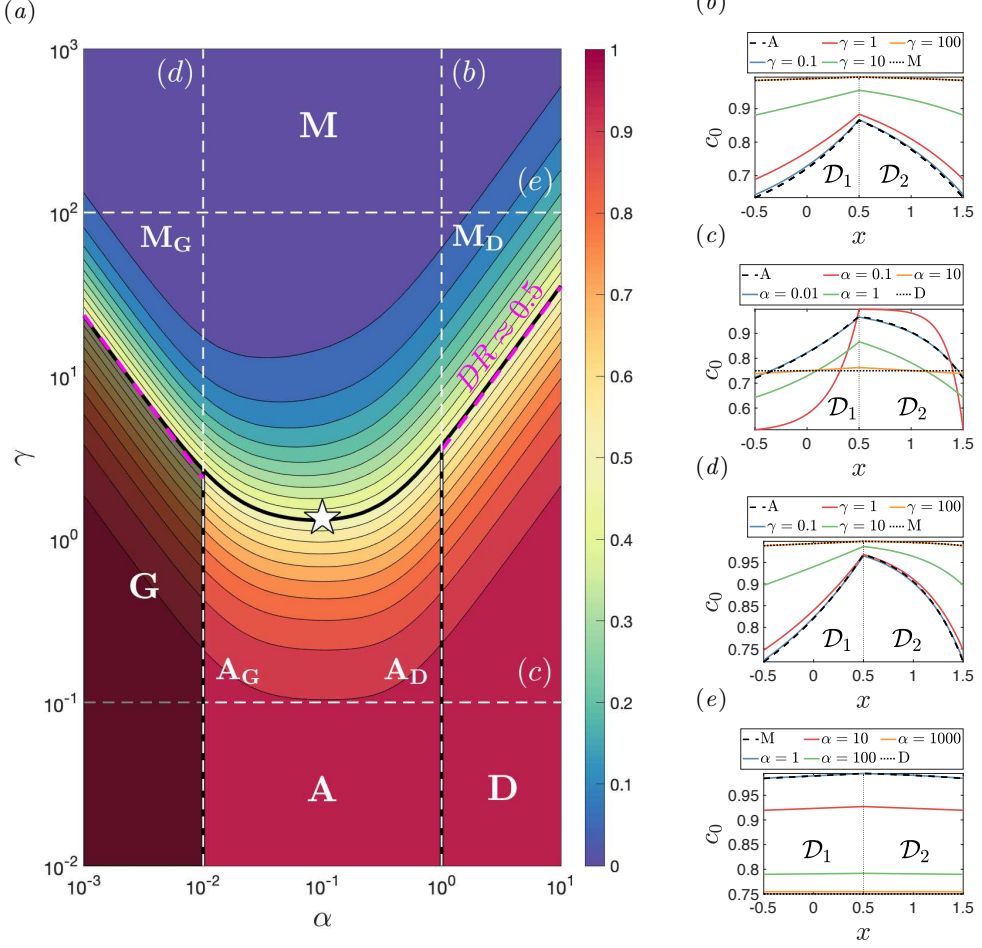 (a)
10^3
10^2
10^1
10^0
10^-1
10^-2
γ
10^-3
10^-2
10^-1
10^0
10^1
α
(d)
(b)
M
(e)
M_G
M_D
DR ≈ 0.5
G
A_G
A_D
(c)
A
D
1
0.9
0.8
0.7
0.6
0.5
0.4
0.3
0.2
0.1
0
(b)
A γ = 1 γ = 100
γ = 0.1 γ = 10 M
0.9
0.8
0.7
c_0
𝒟_1 𝒟_2
-0.5 0 0.5 1 1.5
x
(c)
A α = 0.1 α = 10
α = 0.01 α = 1 D
0.9
0.75
0.6
c_0
𝒟_1 𝒟_2
-0.5 0 0.5 1 1.5
x
(d)
A γ = 1 γ = 100
γ = 0.1 γ = 10 M
0.95
0.9
0.85
0.8
0.75
c_0
𝒟_1 𝒟_2
-0.5 0 0.5 1 1.5
x
(e)
M α = 10 α = 1000
α = 1 α = 100 D
0.95
0.9
0.85
0.8
0.75
c_0
𝒟_1 𝒟_2
-0.5 0 0.5 1 1.5
x